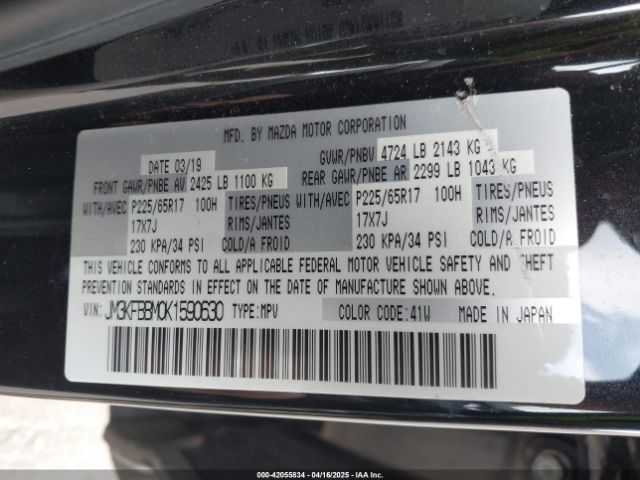 MFD. BY MAZDA MOTOR CORPORATION
DATE 03/19 GVWR/PNBV 4724 LB 2143 KG
FRONT GAWR/PNBE AV 2425 LB 1100 KG REAR GAWR/PNBE AR 2299 LB 1043 KG
WITH/AVEC P225/65R17 100H TIRES/PNEUS WITH/AVEC P225/65R17 100H TIRES/PNEUS
17X7J RIMS/JANTES 17X7J RIMS/JANTES
230 KPA/34 PSI COLD/A FROID 230 KPA/34 PSI COLD/A FROID
THIS VEHICLE CONFORMS TO ALL APPLICABLE FEDERAL MOTOR VEHICLE SAFETY AND THEFT
PREVENTION STANDARDS IN EFFECT ON THE DATE OF MANUFACTURE SHOWN ABOVE.
VIN: JM3KFBBM0K1590630 TYPE:MPV COLOR CODE:41W MADE IN JAPAN
000-42055834 | 04/16/2025 | IAA, Inc.